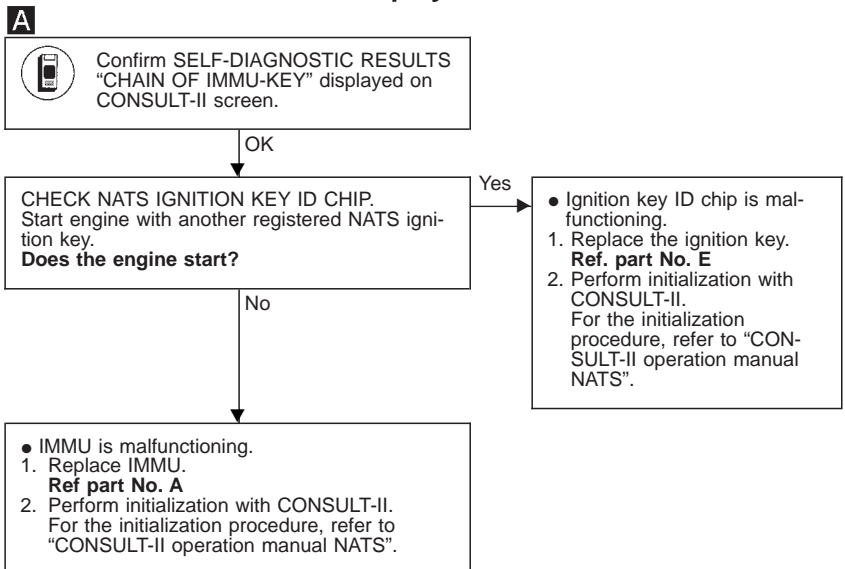 A
Confirm SELF-DIAGNOSTIC RESULTS
“CHAIN OF IMMU-KEY” displayed on
CONSULT-II screen.
OK
CHECK NATS IGNITION KEY ID CHIP.
Start engine with another registered NATS igni-
tion key.
Does the engine start?
Yes
● Ignition key ID chip is mal-
functioning.
1. Replace the ignition key.
Ref. part No. E
2. Perform initialization with
CONSULT-II.
For the initialization
procedure, refer to “CON-
SULT-II operation manual
NATS”.
No
● IMMU is malfunctioning.
1. Replace IMMU.
Ref part No. A
2. Perform initialization with CONSULT-II.
For the initialization procedure, refer to
“CONSULT-II operation manual NATS”.